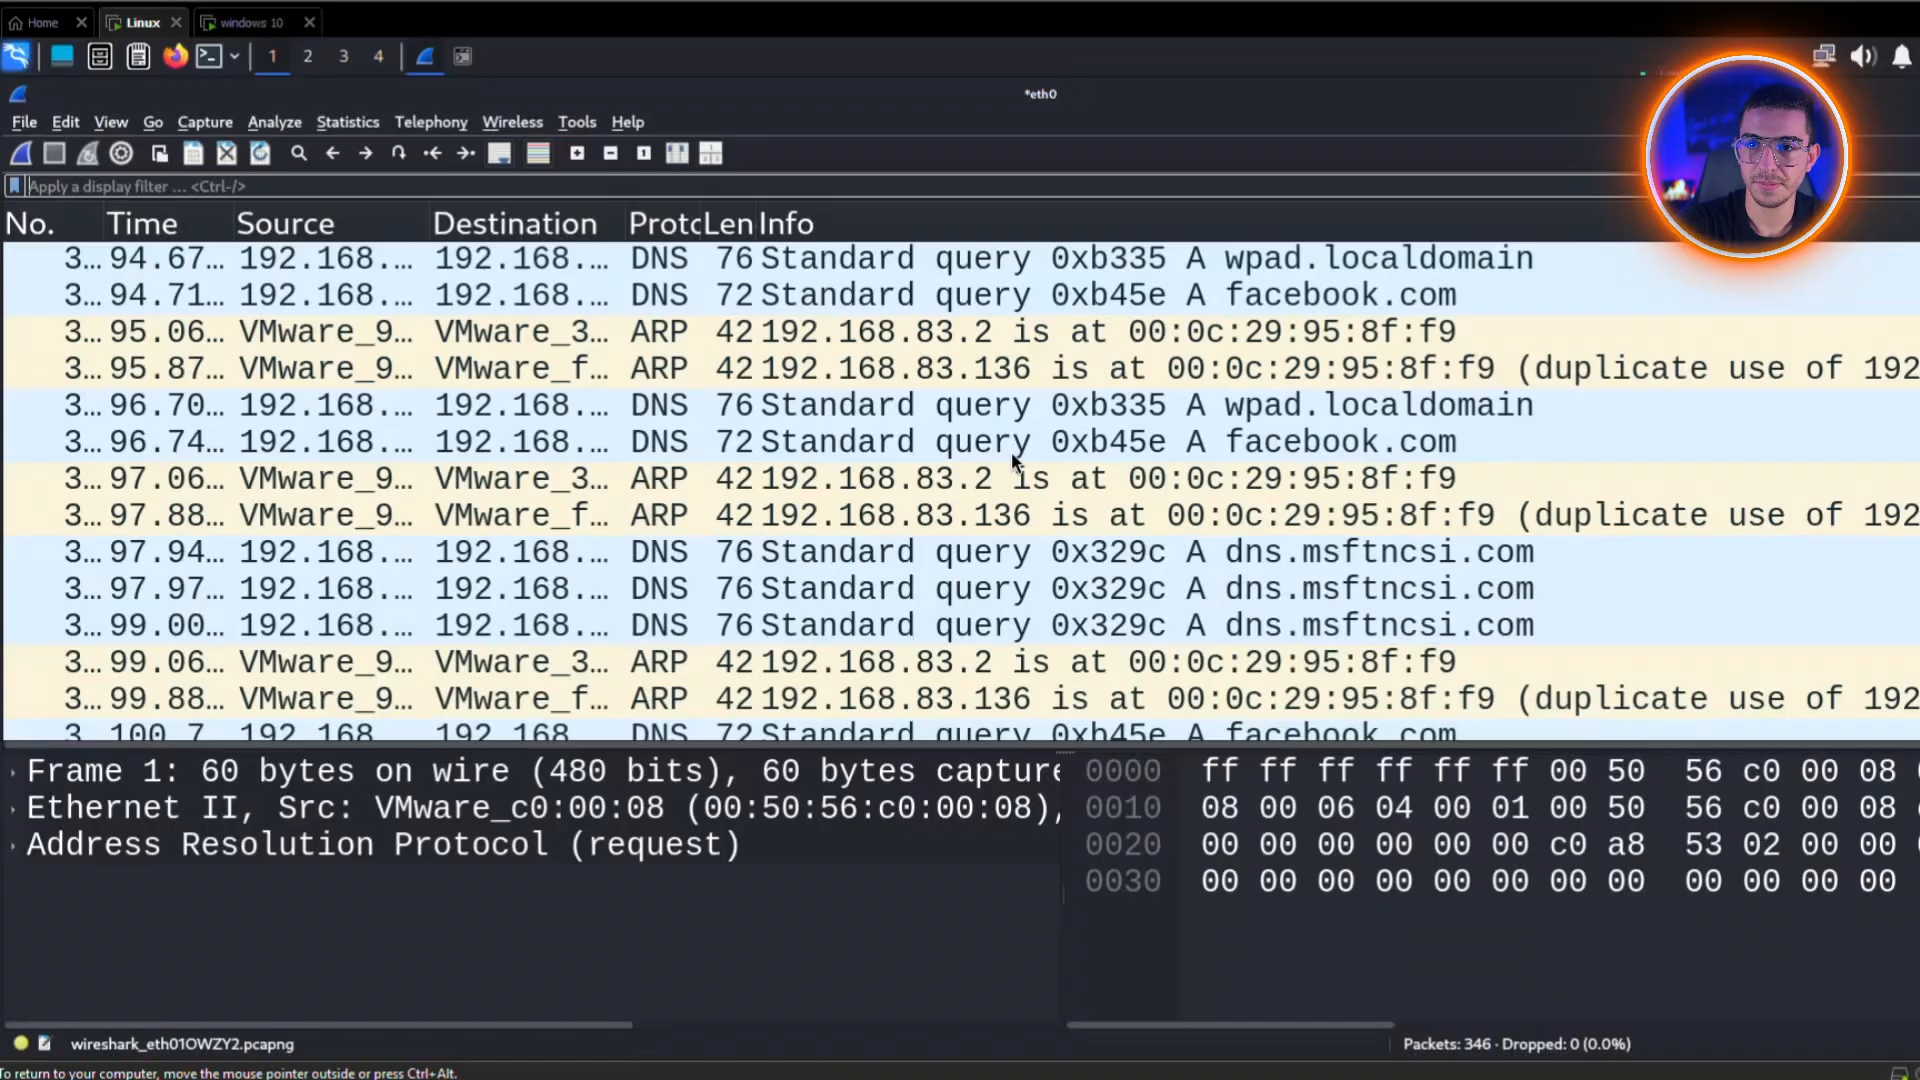 Home
Linux
windows 10
1 2 3 4
*eth0
File Edit View Go Capture Analyze Statistics Telephony Wireless Tools Help
Apply a display filter ... <Ctrl-/>
No. Time Source Destination Protc Len Info
3… 94.67… 192.168.… 192.168.… DNS 76 Standard query 0xb335 A wpad.localdomain
3… 94.71… 192.168.… 192.168.… DNS 72 Standard query 0xb45e A facebook.com
3… 95.06… VMware_9… VMware_3… ARP 42 192.168.83.2 is at 00:0c:29:95:8f:f9
3… 95.87… VMware_9… VMware_f… ARP 42 192.168.83.136 is at 00:0c:29:95:8f:f9 (duplicate use of 192
3… 96.70… 192.168.… 192.168.… DNS 76 Standard query 0xb335 A wpad.localdomain
3… 96.74… 192.168.… 192.168.… DNS 72 Standard query 0xb45e A facebook.com
3… 97.06… VMware_9… VMware_3… ARP 42 192.168.83.2 is at 00:0c:29:95:8f:f9
3… 97.88… VMware_9… VMware_f… ARP 42 192.168.83.136 is at 00:0c:29:95:8f:f9 (duplicate use of 192
3… 97.94… 192.168.… 192.168.… DNS 76 Standard query 0x329c A dns.msftncsi.com
3… 97.97… 192.168.… 192.168.… DNS 76 Standard query 0x329c A dns.msftncsi.com
3… 99.00… 192.168.… 192.168.… DNS 76 Standard query 0x329c A dns.msftncsi.com
3… 99.06… VMware_9… VMware_3… ARP 42 192.168.83.2 is at 00:0c:29:95:8f:f9
3… 99.88… VMware_9… VMware_f… ARP 42 192.168.83.136 is at 00:0c:29:95:8f:f9 (duplicate use of 192
3 100.7 192.168 192.168 DNS 72 Standard query 0xb45e A facebook.com
Frame 1: 60 bytes on wire (480 bits), 60 bytes capture
Ethernet II, Src: VMware_c0:00:08 (00:50:56:c0:00:08),
Address Resolution Protocol (request)
0000 ff ff ff ff ff ff 00 50 56 c0 00 08
0010 08 00 06 04 00 01 00 50 56 c0 00 08
0020 00 00 00 00 00 00 c0 a8 53 02 00 00
0030 00 00 00 00 00 00 00 00 00 00 00 00
wireshark_eth01OWZY2.pcapng
Packets: 346 · Dropped: 0 (0.0%)
To return to your computer, move the mouse pointer outside or press Ctrl+Alt.